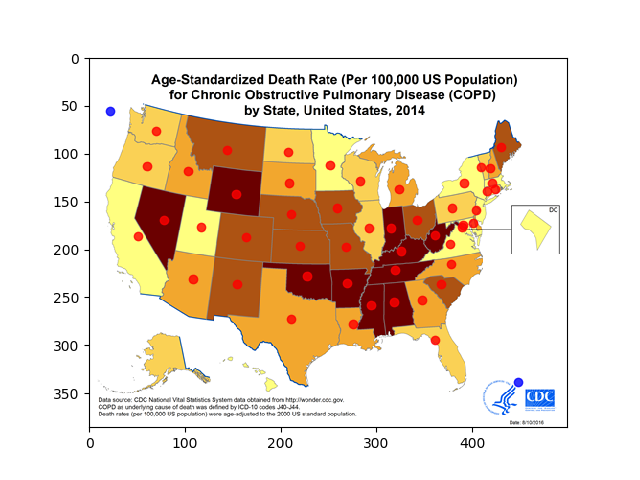 Age-Standardized Death Rate (Per 100,000 US Population)
for Chronic Obstructive Pulmonary Disease (COPD)
by State, United States, 2014
0
50
100
150
200
250
300
350
DC
Data source: CDC National Vital Statistics System data obtained from http://wonder.cdc.gov.
COPD as underlying cause of death was defined by ICD-10 codes J40-J44.
Death rates (per 100,000 US population) were age-adjusted to the 2000 US standard population.
CDC
Date: 8/10/2016
0
100
200
300
400